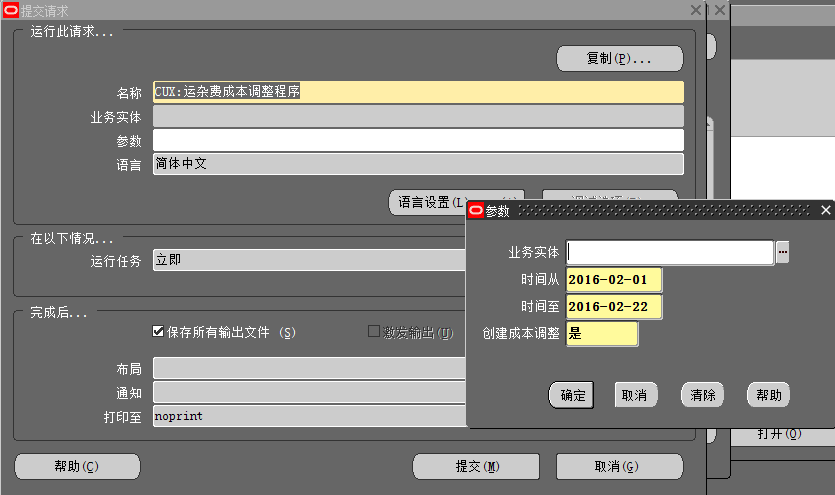 提交请求
运行此请求...
复制(P)...
名称
CUX:运杂费成本调整程序
业务实体
参数
语言
简体中文
语言设置(L)
参数
业务实体
...
时间从
2016-02-01
时间至
2016-02-22
创建成本调整
是
确定
取消
清除
帮助
在以下情况...
运行任务
立即
完成后...
保存所有输出文件 (S)
激发输出(U)
布局
通知
打印至
noprint
打开(O)
帮助(C)
提交(M)
取消(G)